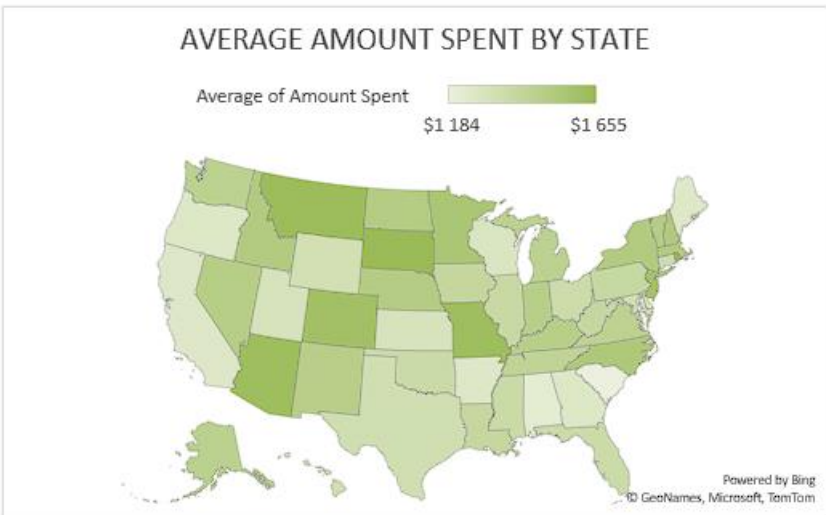 AVERAGE AMOUNT SPENT BY STATE
Average of Amount Spent
$1 184 $1 655
Powered by Bing
© GeoNames, Microsoft, TomTom